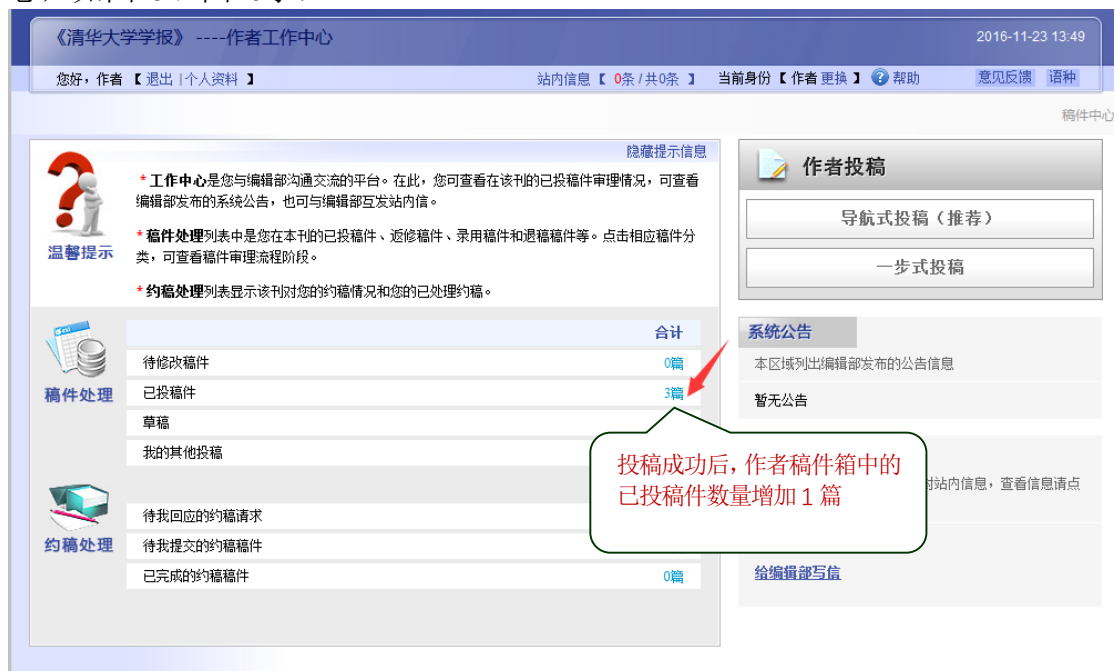 《清华大学学报》 ----作者工作中心
2016-11-23 13:49
您好，作者 【 退出 | 个人资料 】
站内信息【 0条 / 共0条 】
当前身份【 作者 更换 】
帮助
意见反馈
语种
稿件中心
隐藏提示信息
温馨提示
* 工作中心是您与编辑部沟通交流的平台。在此，您可查看在该刊的已投稿件审理情况，可查看
编辑部发布的系统公告，也可与编辑部互发站内信。
* 稿件处理列表中是您在本刊的已投稿件、返修稿件、录用稿件和退稿稿件等。点击相应稿件分
类，可查看稿件审理流程阶段。
* 约稿处理列表显示该刊对您的约稿情况和您的已处理约稿。
作者投稿
导航式投稿（推荐）
一步式投稿
稿件处理
合计
待修改稿件 0篇
已投稿件 3篇
草稿
我的其他投稿
约稿处理
待我回应的约稿请求
待我提交的约稿稿件
已完成的约稿稿件 0篇
投稿成功后，作者稿件箱中的
已投稿件数量增加 1 篇
系统公告
本区域列出编辑部发布的公告信息
暂无公告
站内信息，查看信息请点
给编辑部写信